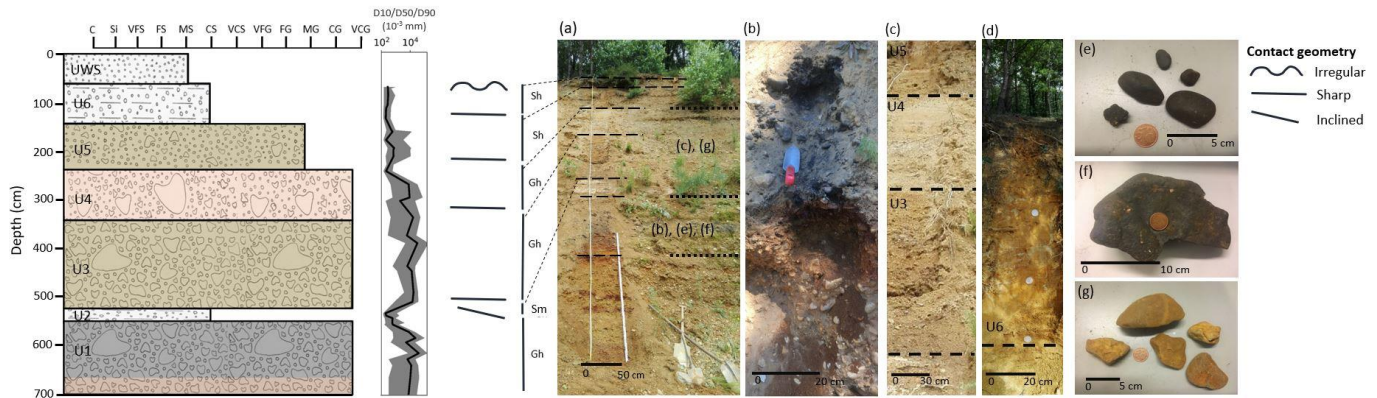 C Si VFS FS MS CS VCS VFG FG MG CG VCG
D10/D50/D90
(10⁻³ mm)
10² 10⁴
Depth (cm)
0
100
200
300
400
500
600
700
UWS
U6
U5
U4
U3
U2
U1
Sh
Sh
Gh
Gh
Sm
Gh
(a)
(c), (g)
(b), (e), (f)
0 50 cm
(b)
0 20 cm
(c)
U5
U4
U3
0 30 cm
(d)
U6
0 20 cm
(e)
0 5 cm
(f)
0 10 cm
(g)
0 5 cm
Contact geometry
Irregular
Sharp
Inclined